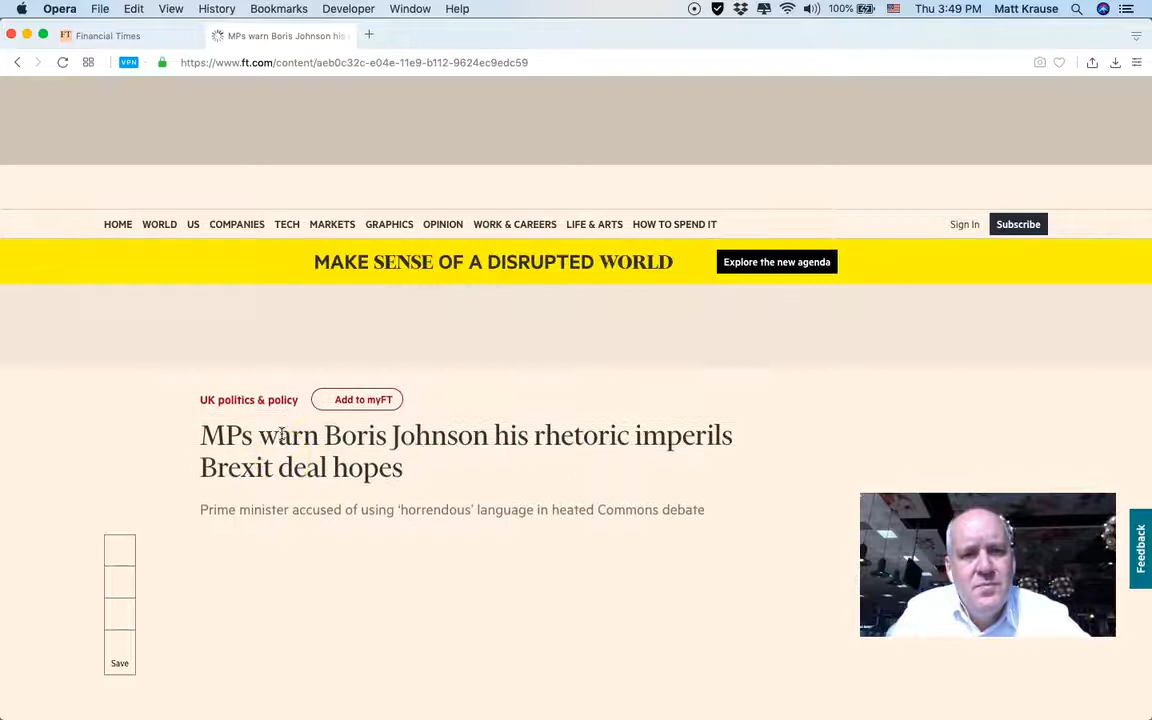 Opera File Edit View History Bookmarks Developer Window Help 100% Thu 3:49 PM Matt Krause
Financial Times MPs warn Boris Johnson his
VPN https://www.ft.com/content/aeb0c32c-e04e-11e9-b112-9624ec9edc59
HOME WORLD US COMPANIES TECH MARKETS GRAPHICS OPINION WORK & CAREERS LIFE & ARTS HOW TO SPEND IT Sign In Subscribe
MAKE SENSE OF A DISRUPTED WORLD Explore the new agenda
UK politics & policy Add to myFT
MPs warn Boris Johnson his rhetoric imperils
Brexit deal hopes
Prime minister accused of using ‘horrendous’ language in heated Commons debate
Save
Feedback